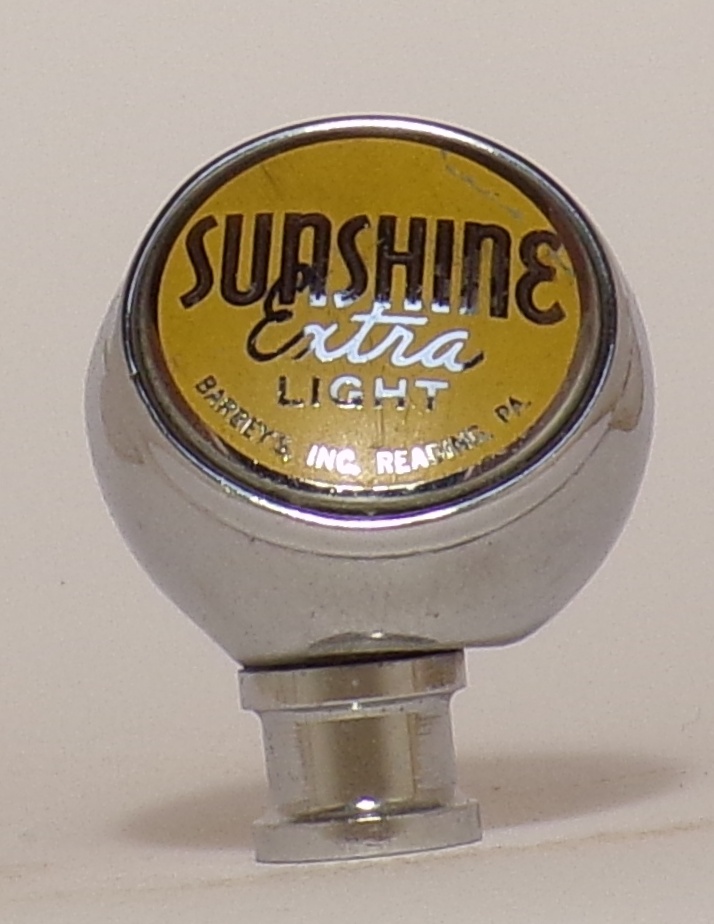 SUNSHINE
Extra
LIGHT
BARBEY'S, INC. READING, PA.